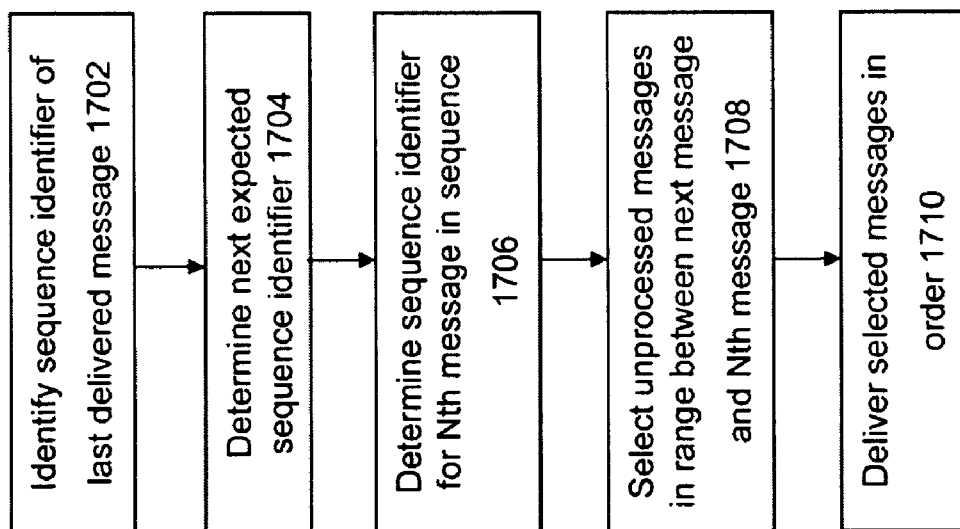 Identify sequence identifier of
last delivered message 1702
Determine next expected
sequence identifier 1704
Determine sequence identifier
for Nth message in sequence
1706
Select unprocessed messages
in range between next message
and Nth message 1708
Deliver selected messages in
order 1710